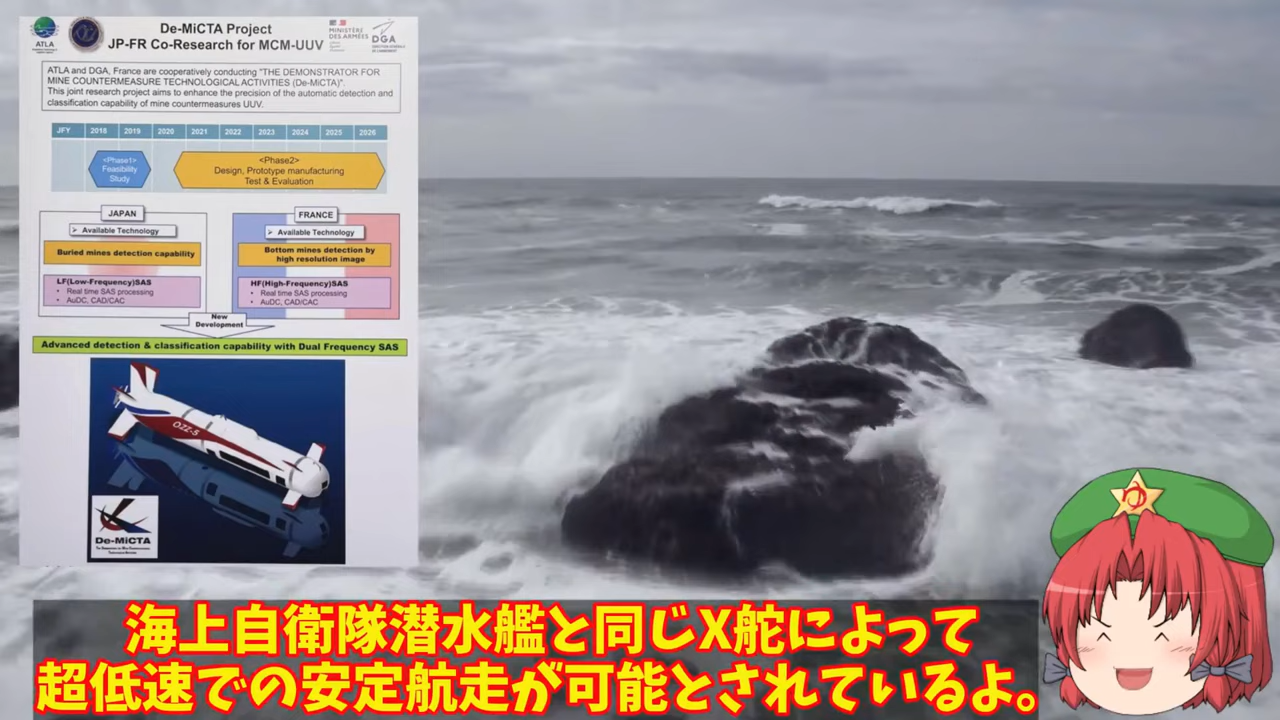 De-MiCTA Project
JP-FR Co-Research for MCM-UUV
ATLA
MINISTÈRE
DES ARMÉES
DGA
ATLA and DGA, France are cooperatively conducting "THE DEMONSTRATOR FOR
MINE COUNTERMEASURE TECHNOLOGICAL ACTIVITIES (De-MiCTA)".
This joint research project aims to enhance the precision of the automatic detection and
classification capability of mine countermeasures UUV.
JFY 2018 2019 2020 2021 2022 2023 2024 2025 2026
<Phase1>
Feasibility
Study
<Phase2>
Design, Prototype manufacturing
Test & Evaluation
JAPAN
➢ Available Technology
Buried mines detection capability
LF(Low-Frequency)SAS
• Real time SAS processing
• AuDC, CAD/CAC
FRANCE
➢ Available Technology
Bottom mines detection by
high resolution image
HF(High-Frequency)SAS
• Real time SAS processing
• AuDC, CAD/CAC
New
Development
Advanced detection & classification capability with Dual Frequency SAS
OZZ-5
De-MiCTA
海上自衛隊潜水艦と同じX舵によって
超低速での安定航走が可能とされているよ。